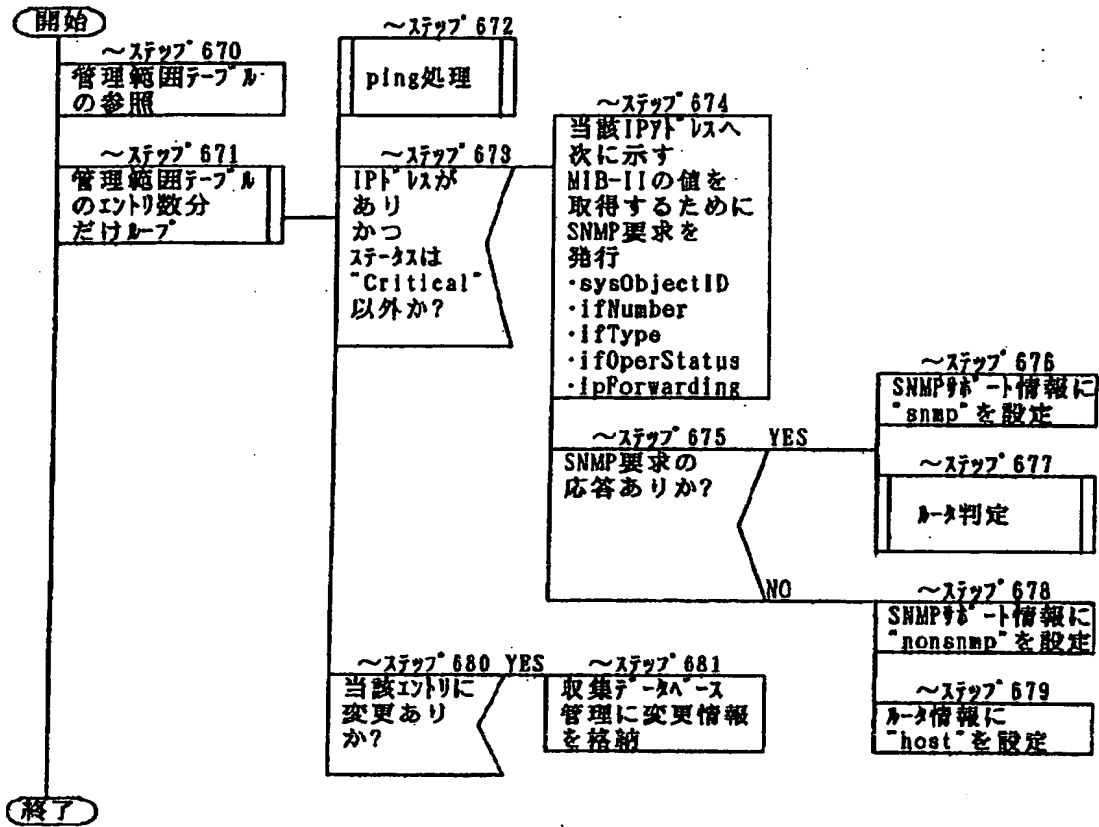 開始
～ステップ670
管理範囲テーブル
の参照
～ステップ671
管理範囲テーブル
のエントリ数分
だけループ
～ステップ672
ping処理
～ステップ673
IPドレスが
あり
かつ
ステータスは
"Critical"
以外か?
～ステップ674
当該IPアドレスへ
次に示す
MIB-IIの値を
取得するために
SNMP要求を
発行
・sysObjectID
・ifNumber
・ifType
・ifOperStatus
・ipForwarding
～ステップ675 YES
SNMP要求の
応答ありか?
NO
～ステップ676
SNMPサポート情報に
"snmp"を設定
～ステップ677
ルータ判定
～ステップ678
SNMPサポート情報に
"nonsnmp"を設定
～ステップ679
ルータ情報に
"host"を設定
～ステップ680 YES
当該エントリに
変更あり
か?
～ステップ681
収集データベース
管理に変更情報
を格納
終了